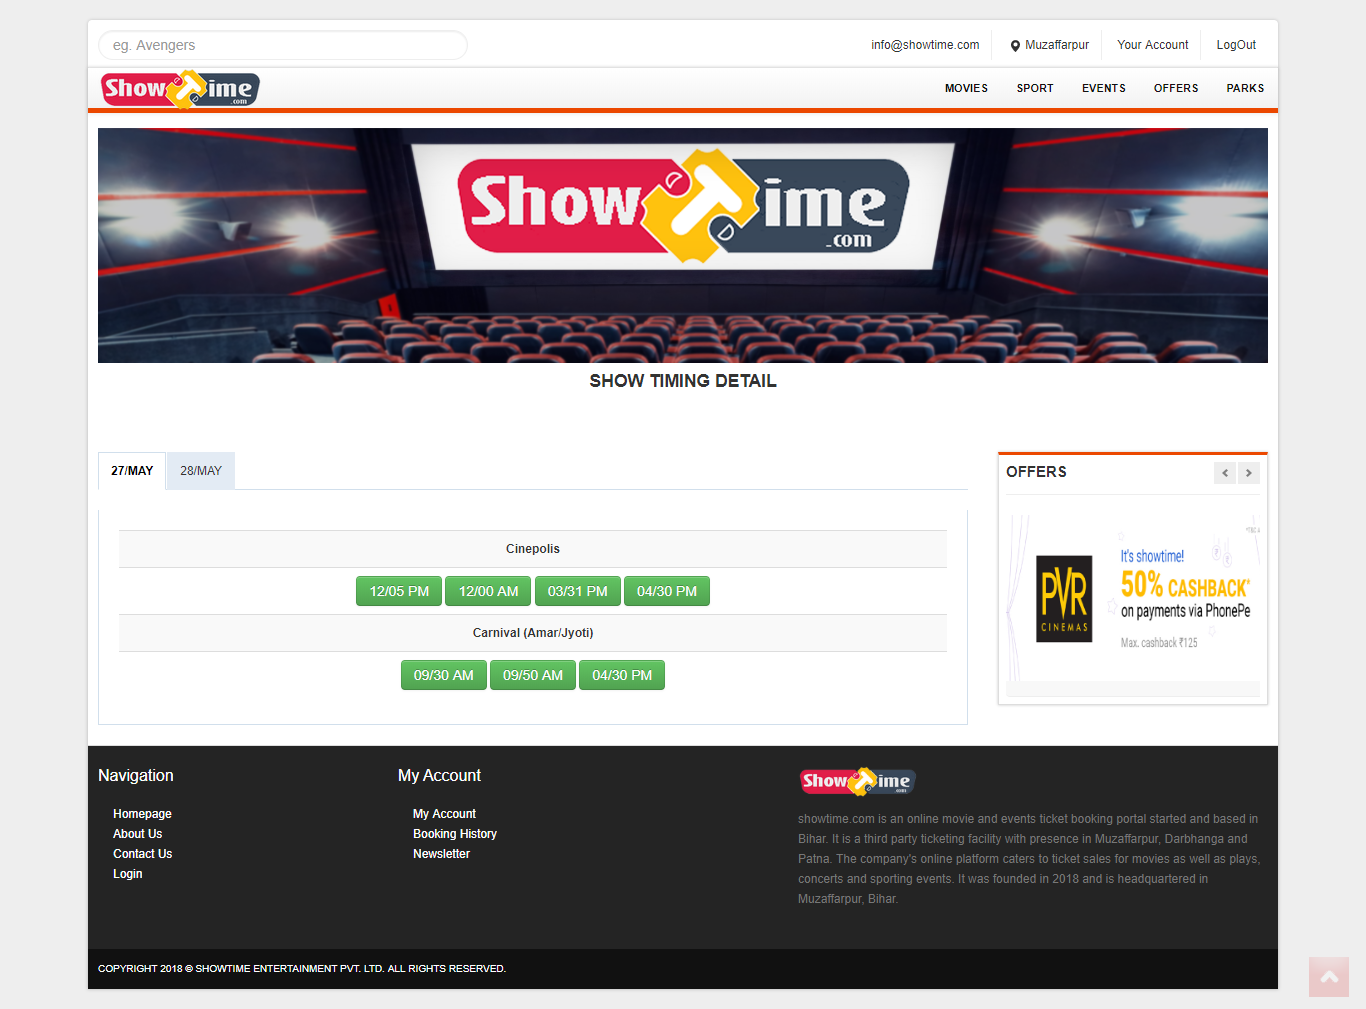 eg. Avengers
info@showtime.com
Muzaffarpur
Your Account
LogOut
ShowTime
.com
MOVIES
SPORT
EVENTS
OFFERS
PARKS
ShowTime
.com
SHOW TIMING DETAIL
27/MAY
28/MAY
Cinepolis
12/05 PM
12/00 AM
03/31 PM
04/30 PM
Carnival (Amar/Jyoti)
09/30 AM
09/50 AM
04/30 PM
OFFERS
It's showtime!
50% CASHBACK*
on payments via PhonePe
Max. cashback ₹125
PVR
CINEMAS
Navigation
Homepage
About Us
Contact Us
Login
My Account
My Account
Booking History
Newsletter
ShowTime
.com
showtime.com is an online movie and events ticket booking portal started and based in
Bihar. It is a third party ticketing facility with presence in Muzaffarpur, Darbhanga and
Patna. The company's online platform caters to ticket sales for movies as well as plays,
concerts and sporting events. It was founded in 2018 and is headquartered in
Muzaffarpur, Bihar.
COPYRIGHT 2018 © SHOWTIME ENTERTAINMENT PVT. LTD. ALL RIGHTS RESERVED.